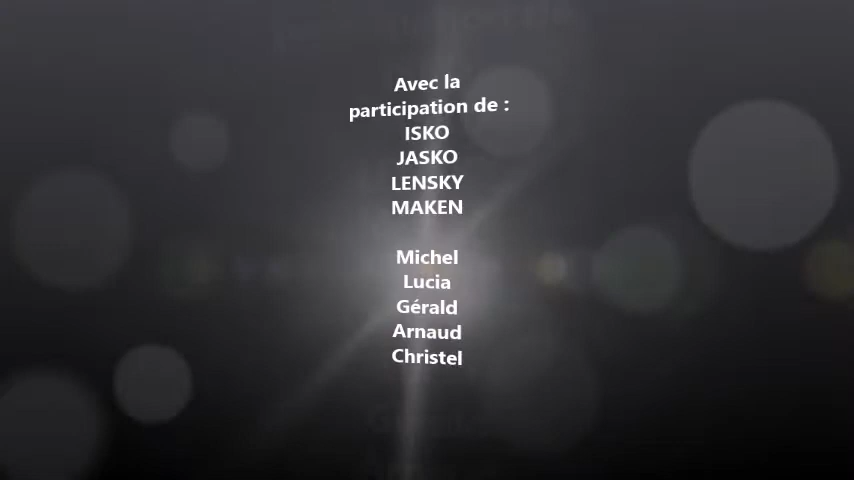 Avec la
participation de :
ISKO
JASKO
LENSKY
MAKEN
Michel
Lucia
Gérald
Arnaud
Christel